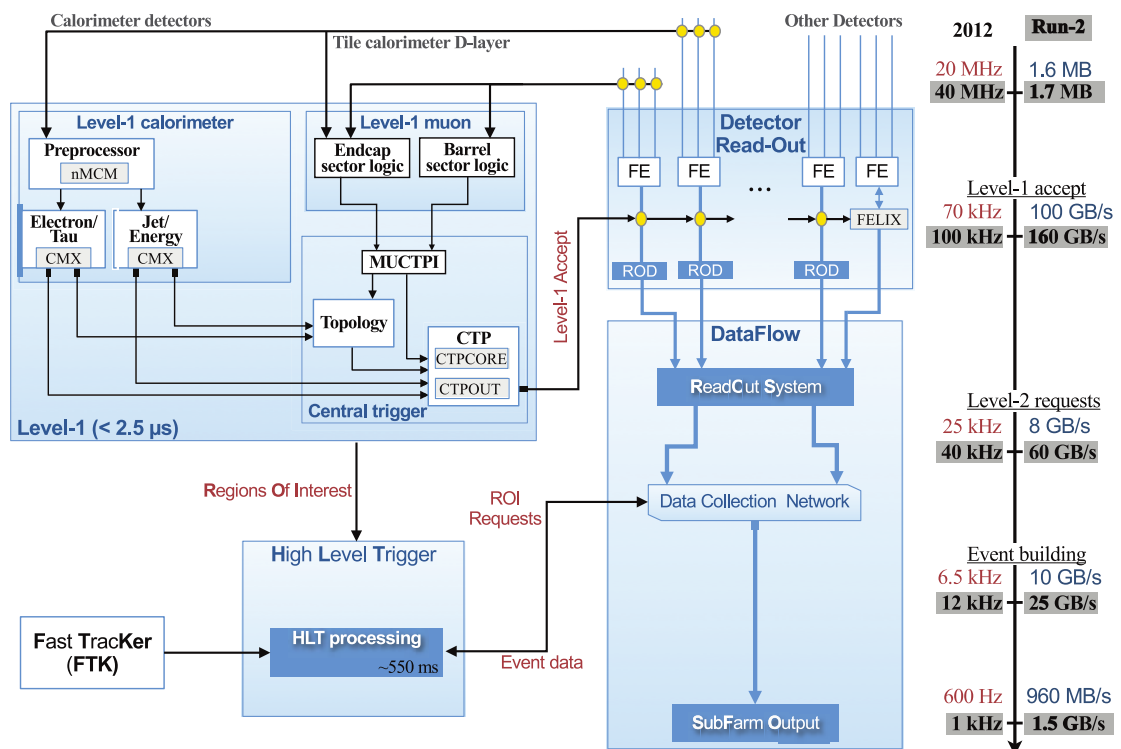 Calorimeter detectors
Tile calorimeter D-layer
Other Detectors
2012 Run-2
20 MHz 1.6 MB
40 MHz 1.7 MB
Level-1 calorimeter
Preprocessor
nMCM
Electron/
Tau
CMX
Jet/
Energy
CMX
Level-1 muon
Endcap
sector logic
Barrel
sector logic
MUCTPI
Topology
CTP
CTPCORE
CTPOUT
Central trigger
Level-1 (< 2.5 µs)
Level-1 Accept
Detector
Read-Out
FE
FE
FE
FE
...
FELIX
ROD
ROD
ROD
Level-1 accept
70 kHz 100 GB/s
100 kHz 160 GB/s
DataFlow
ReadOut System
Level-2 requests
25 kHz 8 GB/s
40 kHz 60 GB/s
Regions Of Interest
ROI
Requests
Data Collection Network
High Level Trigger
HLT processing
~550 ms
Event data
Fast TracKer
(FTK)
Event building
6.5 kHz 10 GB/s
12 kHz 25 GB/s
SubFarm Output
600 Hz 960 MB/s
1 kHz 1.5 GB/s